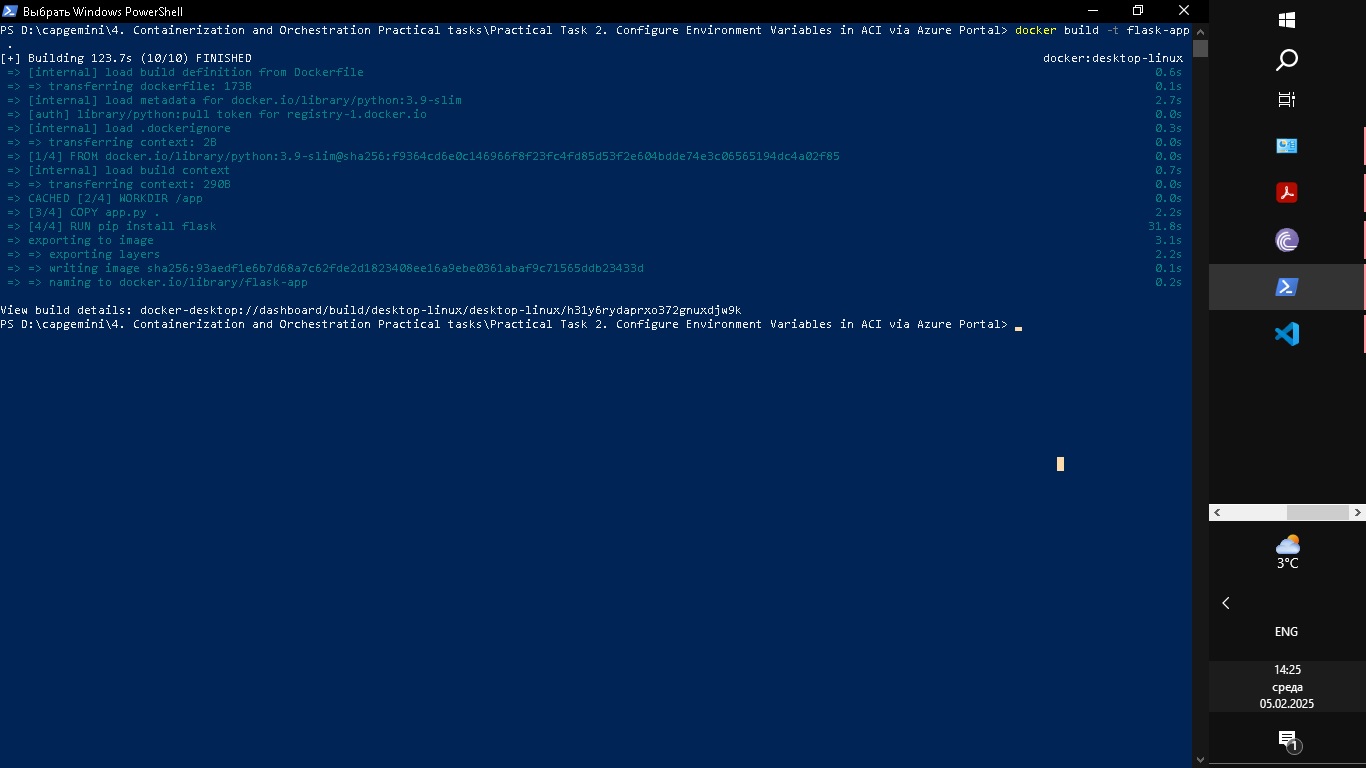 Выбрать Windows PowerShell
PS D:\capgemini\4. Containerization and Orchestration Practical tasks\Practical Task 2. Configure Environment Variables in ACI via Azure Portal> docker build -t flask-app
.
[+] Building 123.7s (10/10) FINISHED docker:desktop-linux
=> [internal] load build definition from Dockerfile 0.6s
=> => transferring dockerfile: 173B 0.1s
=> [internal] load metadata for docker.io/library/python:3.9-slim 2.7s
=> [auth] library/python:pull token for registry-1.docker.io 0.0s
=> [internal] load .dockerignore 0.3s
=> => transferring context: 2B 0.0s
=> [1/4] FROM docker.io/library/python:3.9-slim@sha256:f9364cd6e0c146966f8f23fc4fd85d53f2e604bdde74e3c06565194dc4a02f85 0.0s
=> [internal] load build context 0.7s
=> => transferring context: 290B 0.0s
=> CACHED [2/4] WORKDIR /app 0.0s
=> [3/4] COPY app.py . 2.2s
=> [4/4] RUN pip install flask 31.8s
=> exporting to image 3.1s
=> => exporting layers 2.2s
=> => writing image sha256:93aedf1e6b7d68a7c62fde2d1823408ee16a9ebe0361abaf9c71565ddb23433d 0.1s
=> => naming to docker.io/library/flask-app 0.2s
View build details: docker-desktop://dashboard/build/desktop-linux/desktop-linux/h31y6rydaprxo372gnuxdjw9k
PS D:\capgemini\4. Containerization and Orchestration Practical tasks\Practical Task 2. Configure Environment Variables in ACI via Azure Portal>
3°C
ENG
14:25
среда
05.02.2025
1